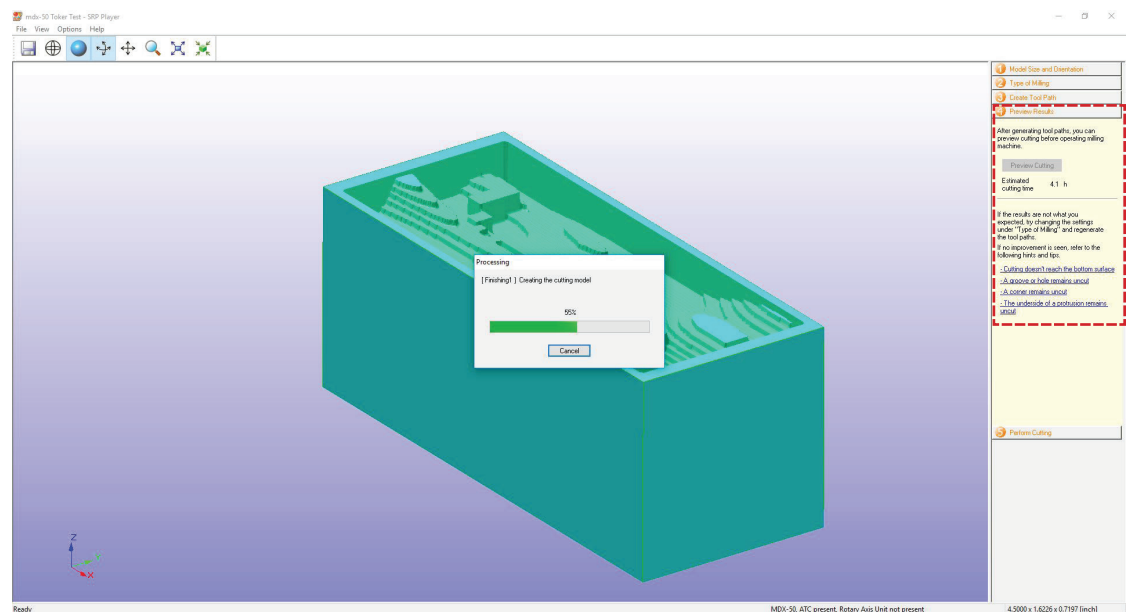 mdx-50 Toker Test - SRP Player
File View Options Help
1 Model Size and Orientation
2 Type of Milling
3 Create Tool Path
4 Preview Results
After generating tool paths, you can
preview cutting before operating milling
machine.
Preview Cutting
Estimated
cutting time
4.1 h
If the results are not what you
expected, try changing the settings
under "Type of Milling" and regenerate
the tool paths.
If no improvement is seen, refer to the
following hints and tips.
- Cutting doesn't reach the bottom surface
- A groove or hole remains uncut
- A corner remains uncut
- The underside of a protrusion remains
uncut
5 Perform Cutting
Processing
[ Finishing1 ] Creating the cutting model
55%
Cancel
Z
Y
X
Ready
MDX-50, ATC present, Rotary Axis Unit not present
4.5000 x 1.6226 x 0.7197 [inch]